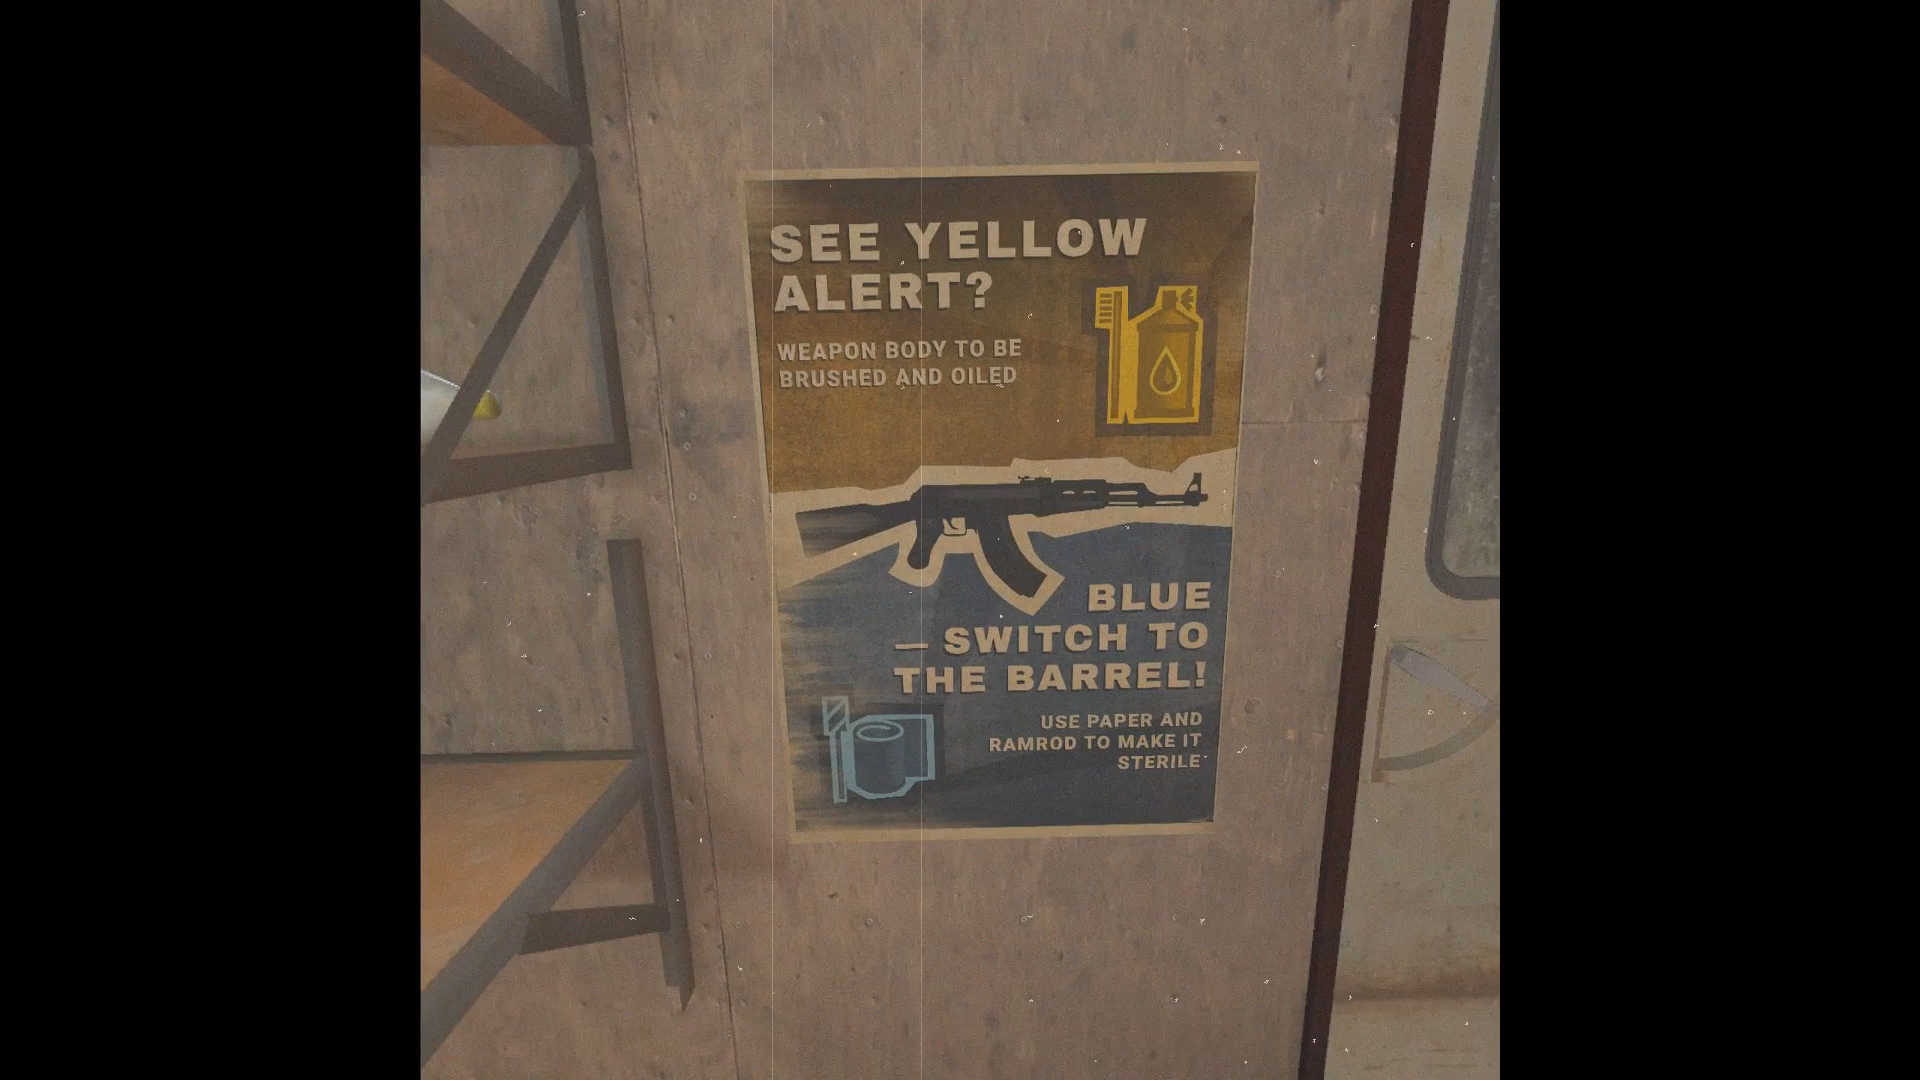 SEE YELLOW
ALERT?
WEAPON BODY TO BE
BRUSHED AND OILED
BLUE
— SWITCH TO
THE BARREL!
USE PAPER AND
RAMROD TO MAKE IT
STERILE